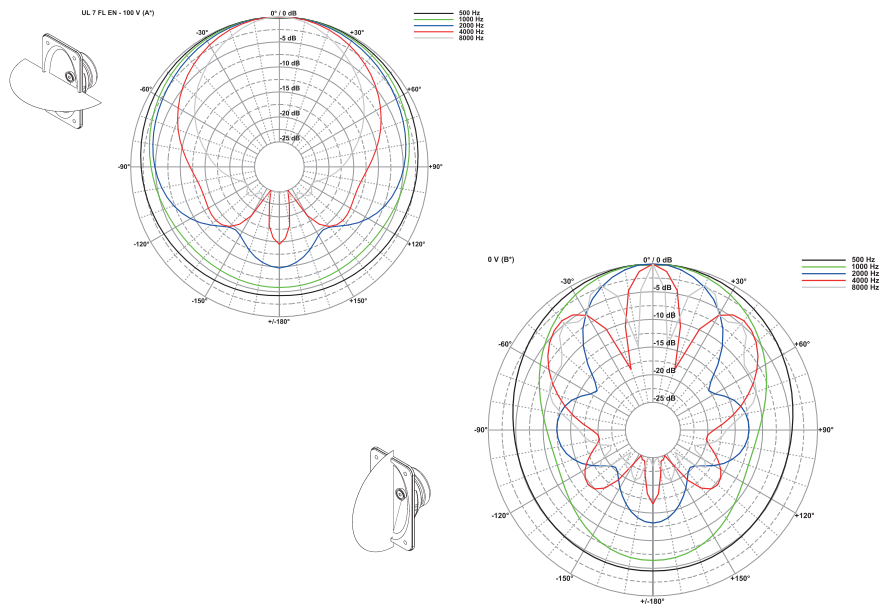 UL 7 FL EN - 100 V (A*)
0° / 0 dB
500 Hz
1000 Hz
2000 Hz
4000 Hz
8000 Hz
-30°
+30°
-5 dB
-10 dB
-60°
+60°
-15 dB
-20 dB
-25 dB
-90°
+90°
-120°
+120°
-150°
+150°
+/-180°
0 V (B*)
0° / 0 dB
500 Hz
1000 Hz
2000 Hz
4000 Hz
8000 Hz
-30°
+30°
-5 dB
-10 dB
-60°
+60°
-15 dB
-20 dB
-25 dB
-90°
+90°
-120°
+120°
-150°
+150°
+/-180°